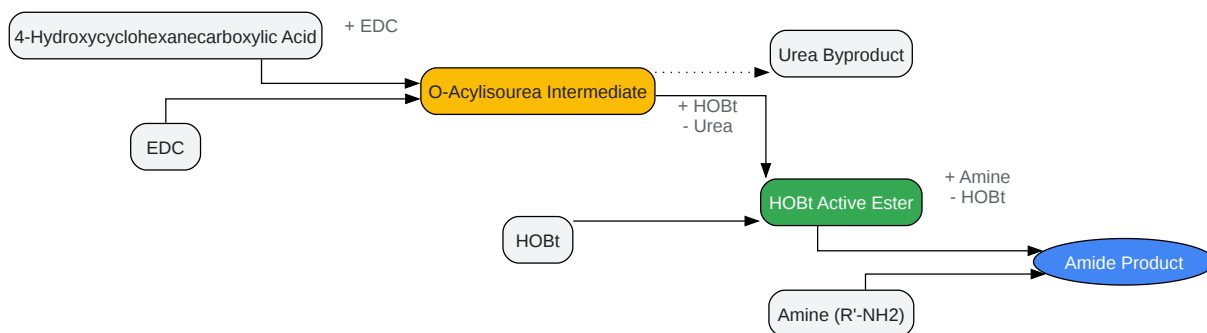 4-Hydroxycyclohexanecarboxylic Acid
+ EDC
Urea Byproduct
O-Acylisourea Intermediate
+ HOBt
- Urea
EDC
+ Amine
- HOBt
HOBt Active Ester
HOBt
Amide Product
Amine (R'-NH2)